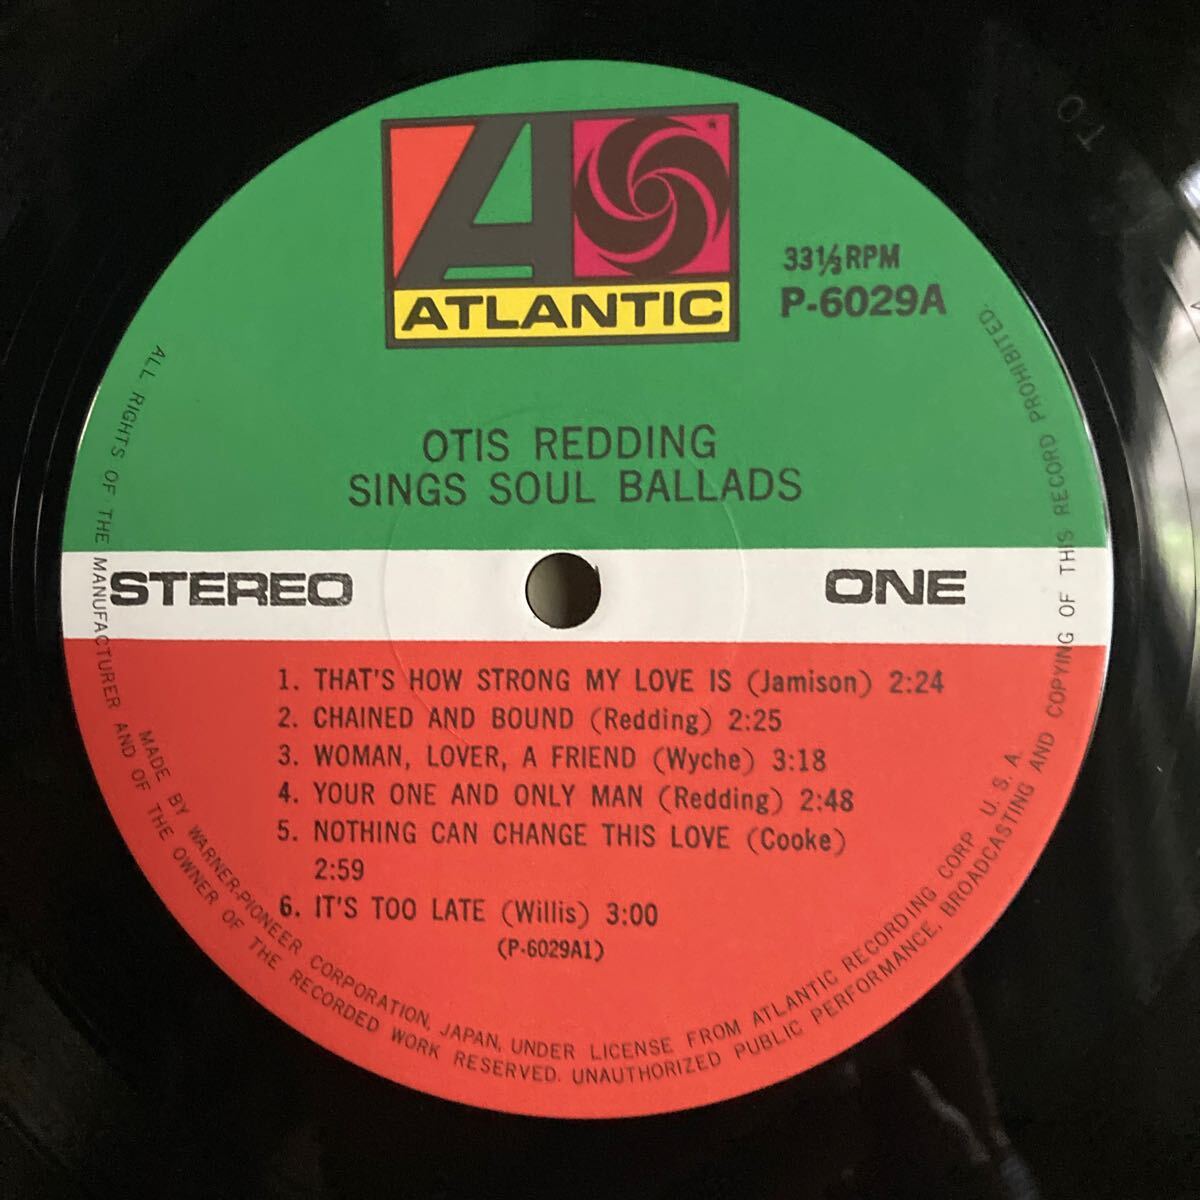 ATLANTIC
33⅓ RPM
P-6029A
OTIS REDDING
SINGS SOUL BALLADS
STEREO
ONE
1. THAT'S HOW STRONG MY LOVE IS (Jamison) 2:24
2. CHAINED AND BOUND (Redding) 2:25
3. WOMAN, LOVER, A FRIEND (Wyche) 3:18
4. YOUR ONE AND ONLY MAN (Redding) 2:48
5. NOTHING CAN CHANGE THIS LOVE (Cooke)
2:59
6. IT'S TOO LATE (Willis) 3:00
(P-6029A1)
MADE BY WARNER-PIONEER CORPORATION, JAPAN, UNDER LICENSE FROM ATLANTIC RECORDING CORP. U. S. A.
ALL RIGHTS OF THE MANUFACTURER AND OF THE OWNER OF THE RECORDED WORK RESERVED. UNAUTHORIZED PUBLIC PERFORMANCE, BROADCASTING AND COPYING OF THIS RECORD PROHIBITED.